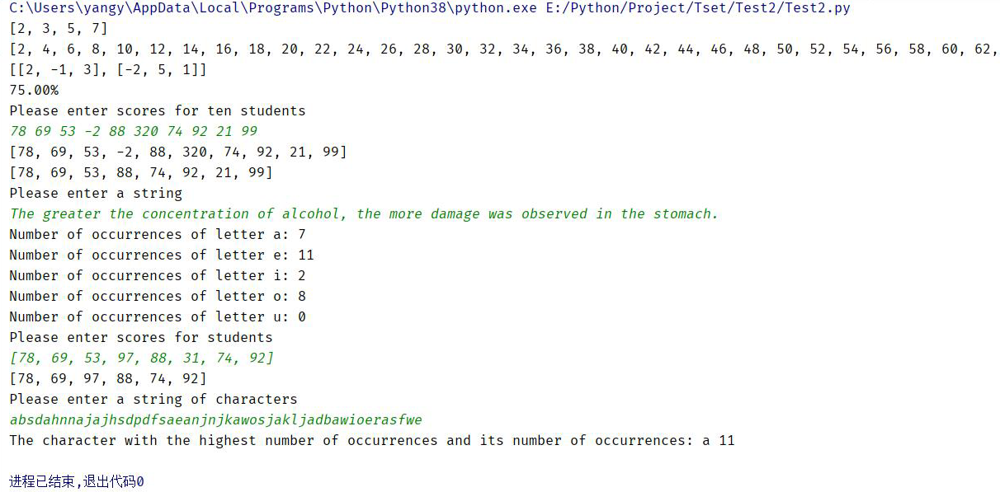 C:\Users\yangy\AppData\Local\Programs\Python\Python38\python.exe E:/Python/Project/Tset/Test2/Test2.py
[2, 3, 5, 7]
[2, 4, 6, 8, 10, 12, 14, 16, 18, 20, 22, 24, 26, 28, 30, 32, 34, 36, 38, 40, 42, 44, 46, 48, 50, 52, 54, 56, 58, 60, 62,
[[2, -1, 3], [-2, 5, 1]]
75.00%
Please enter scores for ten students
78 69 53 -2 88 320 74 92 21 99
[78, 69, 53, -2, 88, 320, 74, 92, 21, 99]
[78, 69, 53, 88, 74, 92, 21, 99]
Please enter a string
The greater the concentration of alcohol, the more damage was observed in the stomach.
Number of occurrences of letter a: 7
Number of occurrences of letter e: 11
Number of occurrences of letter i: 2
Number of occurrences of letter o: 8
Number of occurrences of letter u: 0
Please enter scores for students
[78, 69, 53, 97, 88, 31, 74, 92]
[78, 69, 97, 88, 74, 92]
Please enter a string of characters
absdahnnajajhsdpdfsaeanjnjkawosjakljadbawioerasfwe
The character with the highest number of occurrences and its number of occurrences: a 11
进程已结束,退出代码0